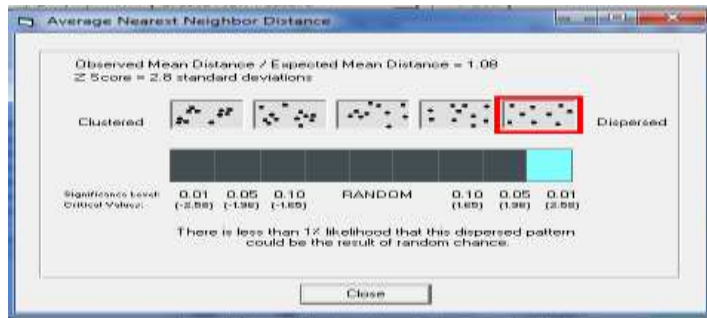 Average Nearest Neighbor Distance
Observed Mean Distance / Expected Mean Distance = 1.08
Z Score = 2.8 standard deviations
Clustered Dispersed
Significance Level: 0.01 0.05 0.10 RANDOM 0.10 0.05 0.01
Critical Values: (-2.58) (-1.96) (-1.65) (1.65) (1.96) (2.58)
There is less than 1% likelihood that this dispersed pattern
could be the result of random chance.
Close